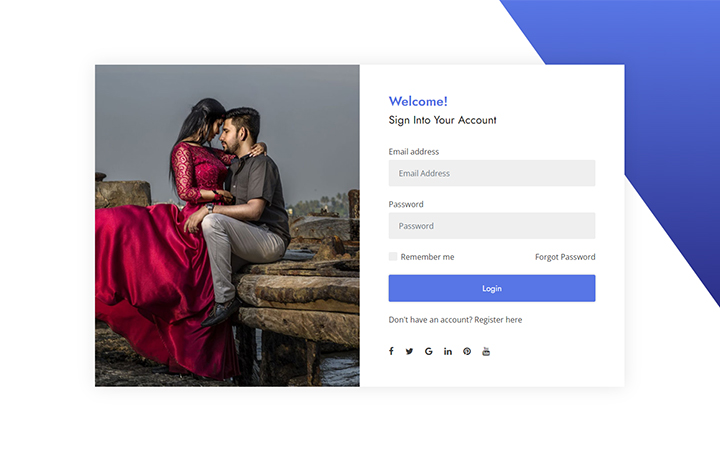 Welcome!
Sign Into Your Account
Email address
Email Address
Password
Password
Remember me
Forgot Password
Login
Don't have an account? Register here